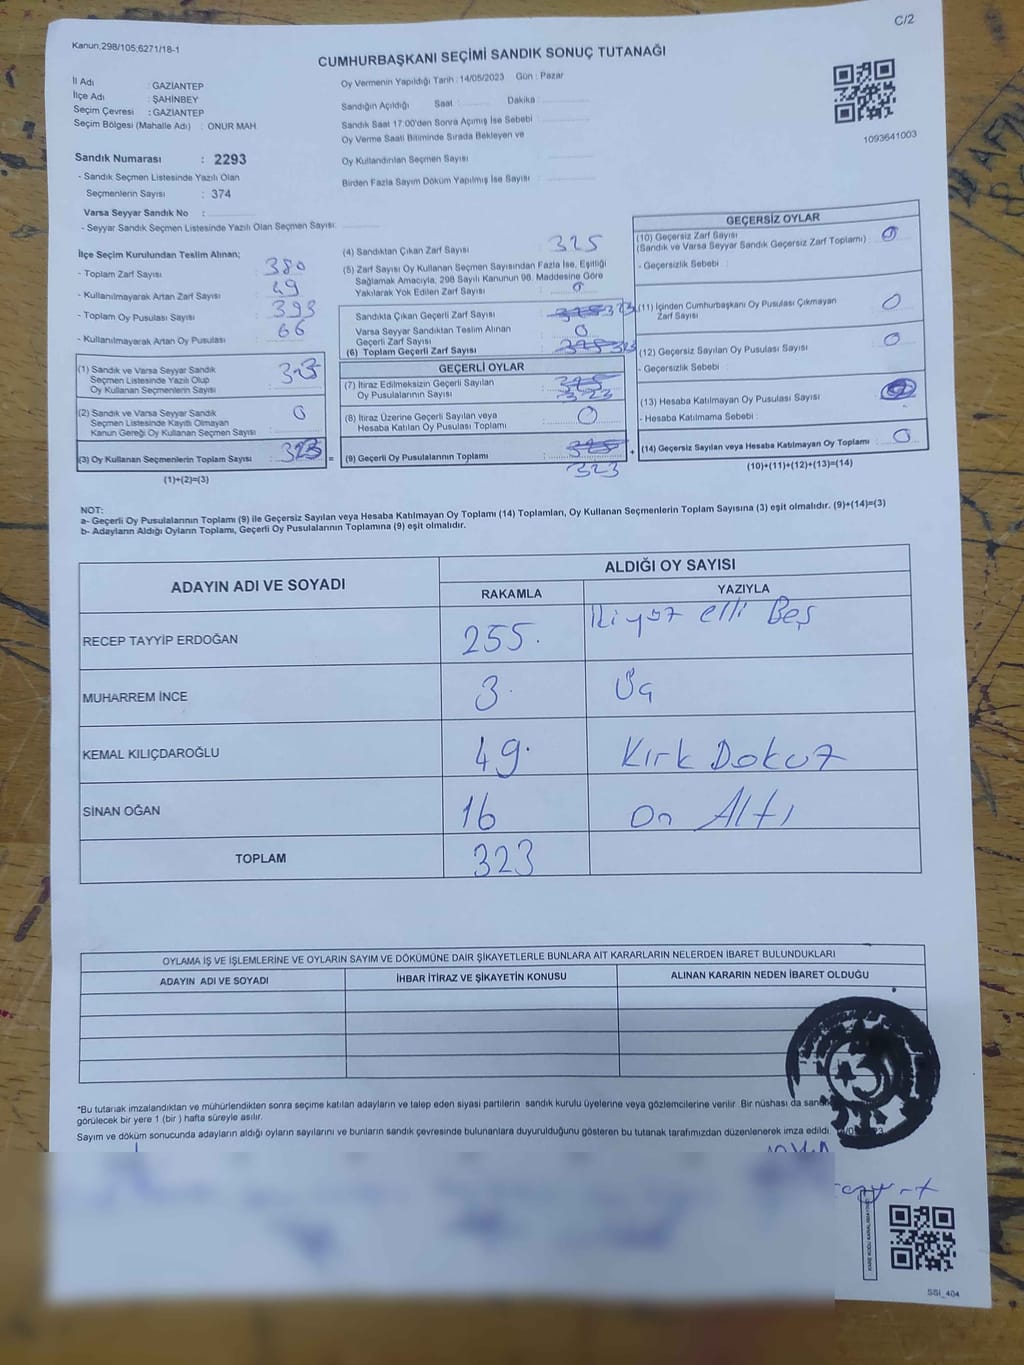 C/2
Kanun,298/105;6271/18-1
CUMHURBAŞKANI SEÇİMİ SANDIK SONUÇ TUTANAĞI
İl Adı : GAZİANTEP
İlçe Adı : ŞAHİNBEY
Seçim Çevresi : GAZİANTEP
Seçim Bölgesi (Mahalle Adı) : ONUR MAH.
Oy Vermenin Yapıldığı Tarih : 14/05/2023 Gün : Pazar
Sandığın Açıldığı Saat : Dakika :
Sandık Saat 17:00'den Sonra Açımış İse Sebebi :
Oy Verme Saati Bitiminde Sırada Bekleyen ve
Oy Kullandırılan Seçmen Sayısı :
Birden Fazla Sayım Döküm Yapılmış İse Sayısı :
1093641003
Sandık Numarası : 2293
- Sandık Seçmen Listesinde Yazılı Olan
Seçmenlerin Sayısı : 374
Varsa Seyyar Sandık No :
- Seyyar Sandık Seçmen Listesinde Yazılı Olan Seçmen Sayısı:
İlçe Seçim Kurulundan Teslim Alınan;
- Toplam Zarf Sayısı : 380
- Kullanılmayarak Artan Zarf Sayısı : 49
- Toplam Oy Pusulası Sayısı : 393
- Kullanılmayarak Artan Oy Pusulası : 66
(1) Sandık ve Varsa Seyyar Sandık
Seçmen Listesinde Yazılı Olup
Oy Kullanan Seçmenlerin Sayısı : 323
(2) Sandık ve Varsa Seyyar Sandık
Seçmen Listesinde Kayıtlı Olmayan
Kanun Gereği Oy Kullanan Seçmen Sayısı : 0
(3) Oy Kullanan Seçmenlerin Toplam Sayısı : 323 =
(1)+(2)=(3)
(4) Sandıktan Çıkan Zarf Sayısı : 325
(5) Zarf Sayısı Oy Kullanan Seçmen Sayısından Fazla İse, Eşitliği
Sağlamak Amacıyla, 298 Sayılı Kanunun 98. Maddesine Göre
Yakılarak Yok Edilen Zarf Sayısı : 0
Sandıkta Çıkan Geçerli Zarf Sayısı : 325 323
Varsa Seyyar Sandıktan Teslim Alınan
Geçerli Zarf Sayısı : 0
(6) Toplam Geçerli Zarf Sayısı : 325 323
GEÇERLİ OYLAR
(7) İtiraz Edilmeksizin Geçerli Sayılan
Oy Pusulalarının Sayısı : 325 323
(8) İtiraz Üzerine Geçerli Sayılan veya
Hesaba Katılan Oy Pusulası Toplamı : 0
(9) Geçerli Oy Pusulalarının Toplamı : 325 +
323
GEÇERSİZ OYLAR
(10) Geçersiz Zarf Sayısı
(Sandık ve Varsa Seyyar Sandık Geçersiz Zarf Toplamı) : 0
- Geçersizlik Sebebi :
(11) İçinden Cumhurbaşkanı Oy Pusulası Çıkmayan
Zarf Sayısı : 0
(12) Geçersiz Sayılan Oy Pusulası Sayısı : 0
- Geçersizlik Sebebi :
(13) Hesaba Katılmayan Oy Pusulası Sayısı :
- Hesaba Katılmama Sebebi :
(14) Geçersiz Sayılan veya Hesaba Katılmayan Oy Toplamı : 0
(10)+(11)+(12)+(13)=(14)
NOT:
a- Geçerli Oy Pusulalarının Toplamı (9) ile Geçersiz Sayılan veya Hesaba Katılmayan Oy Toplamı (14) Toplamları, Oy Kullanan Seçmenlerin Toplam Sayısına (3) eşit olmalıdır. (9)+(14)=(3)
b- Adayların Aldığı Oyların Toplamı, Geçerli Oy Pusulalarının Toplamına (9) eşit olmalıdır.
ADAYIN ADI VE SOYADI ALDIĞI OY SAYISI
RAKAMLA YAZIYLA
RECEP TAYYİP ERDOĞAN 255. İkiyüz elli Beş
MUHARREM İNCE 3. Üç
KEMAL KILIÇDAROĞLU 49. Kırk Dokuz
SİNAN OĞAN 16 On Altı
TOPLAM 323
OYLAMA İŞ VE İŞLEMLERİNE VE OYLARIN SAYIM VE DÖKÜMÜNE DAİR ŞİKAYETLERLE BUNLARA AİT KARARLARIN NELERDEN İBARET BULUNDUKLARI
ADAYIN ADI VE SOYADI İHBAR İTİRAZ VE ŞİKAYETİN KONUSU ALINAN KARARIN NEDEN İBARET OLDUĞU
*Bu tutanak imzalandıktan ve mühürlendikten sonra seçime katılan adayların ve talep eden siyasi partilerin sandık kurulu üyelerine veya gözlemcilerine verilir. Bir nüshası da
görülecek bir yere 1 (bir ) hafta süreyle asılır.
Sayım ve döküm sonucunda adayların aldığı oyların sayılarını ve bunların sandık çevresinde bulunanlara duyurulduğunu gösteren bu tutanak tarafımızdan düzenlenerek imza edildi.
SSI_404